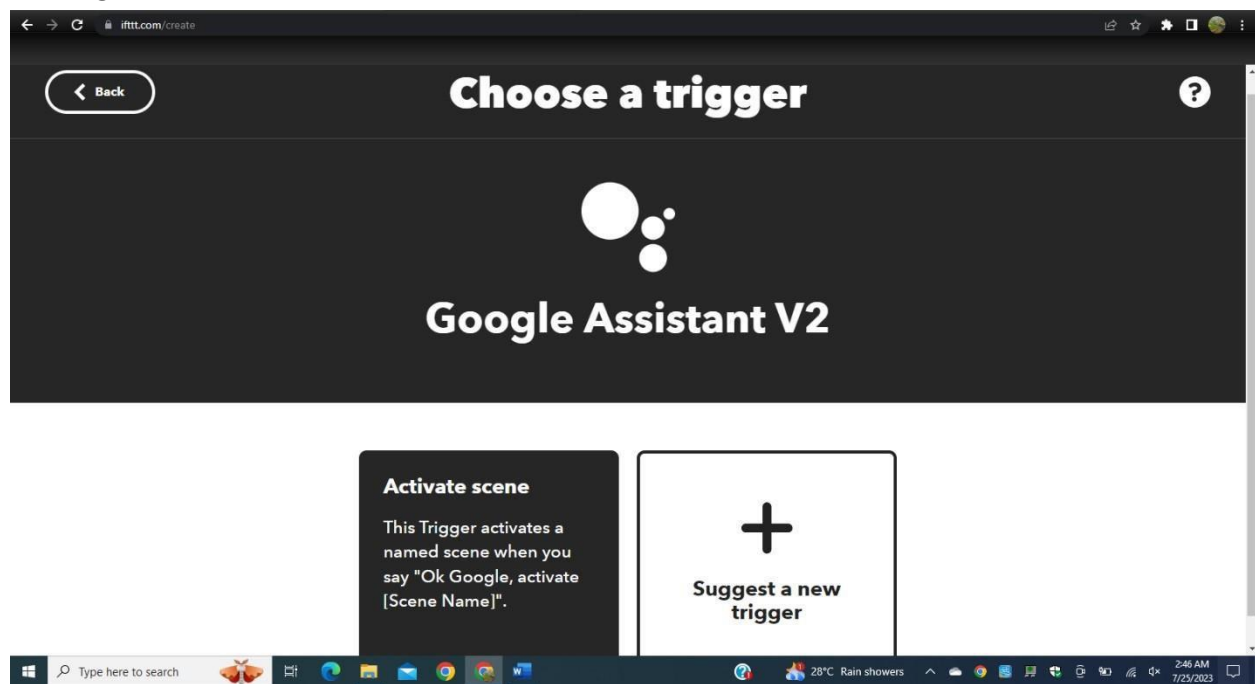 ifttt.com/create
Back
Choose a trigger
?
Google Assistant V2
Activate scene
This Trigger activates a
named scene when you
say "Ok Google, activate
[Scene Name]".
Suggest a new
trigger
Type here to search
28°C Rain showers
2:46 AM
7/25/2023